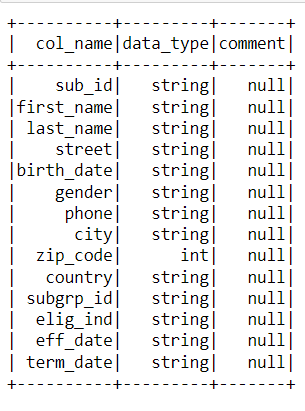 +----------+---------+-------+
|  col_name|data_type|comment|
+----------+---------+-------+
|    sub_id|   string|   null|
|first_name|   string|   null|
| last_name|   string|   null|
|    street|   string|   null|
|birth_date|   string|   null|
|    gender|   string|   null|
|     phone|   string|   null|
|      city|   string|   null|
|  zip_code|      int|   null|
|   country|   string|   null|
| subgrp_id|   string|   null|
|  elig_ind|   string|   null|
|  eff_date|   string|   null|
| term_date|   string|   null|
+----------+---------+-------+